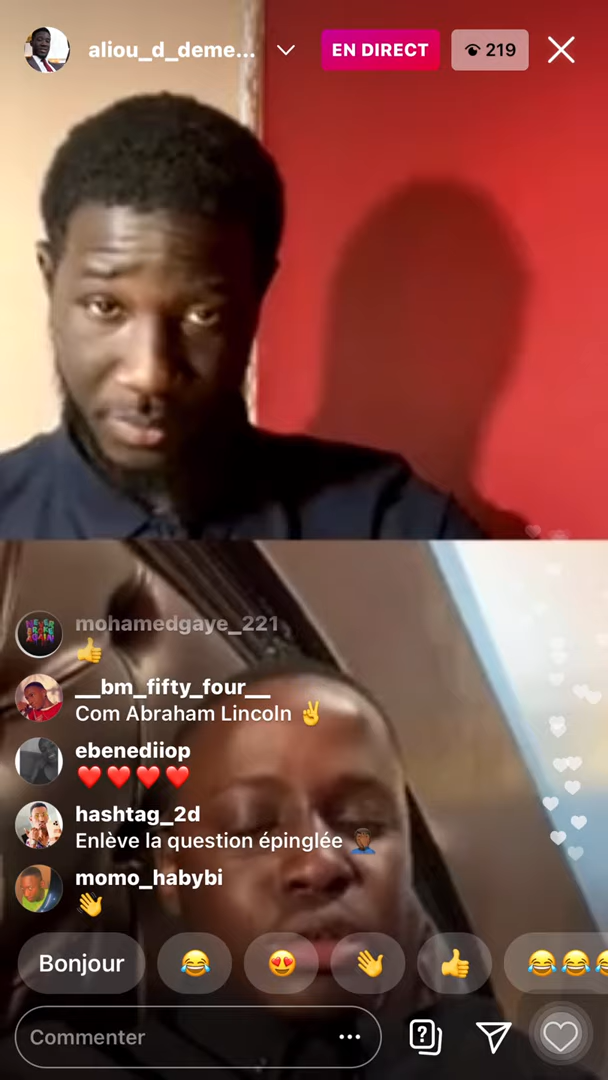 aliou_d_deme...
EN DIRECT
219
mohamedgaye_221
👍
__bm_fifty_four__
Com Abraham Lincoln ✌️
ebenediiop
❤️❤️❤️❤️
hashtag_2d
Enlève la question épinglée 🤦🏾‍♂️
momo_habybi
👋
Bonjour
Commenter